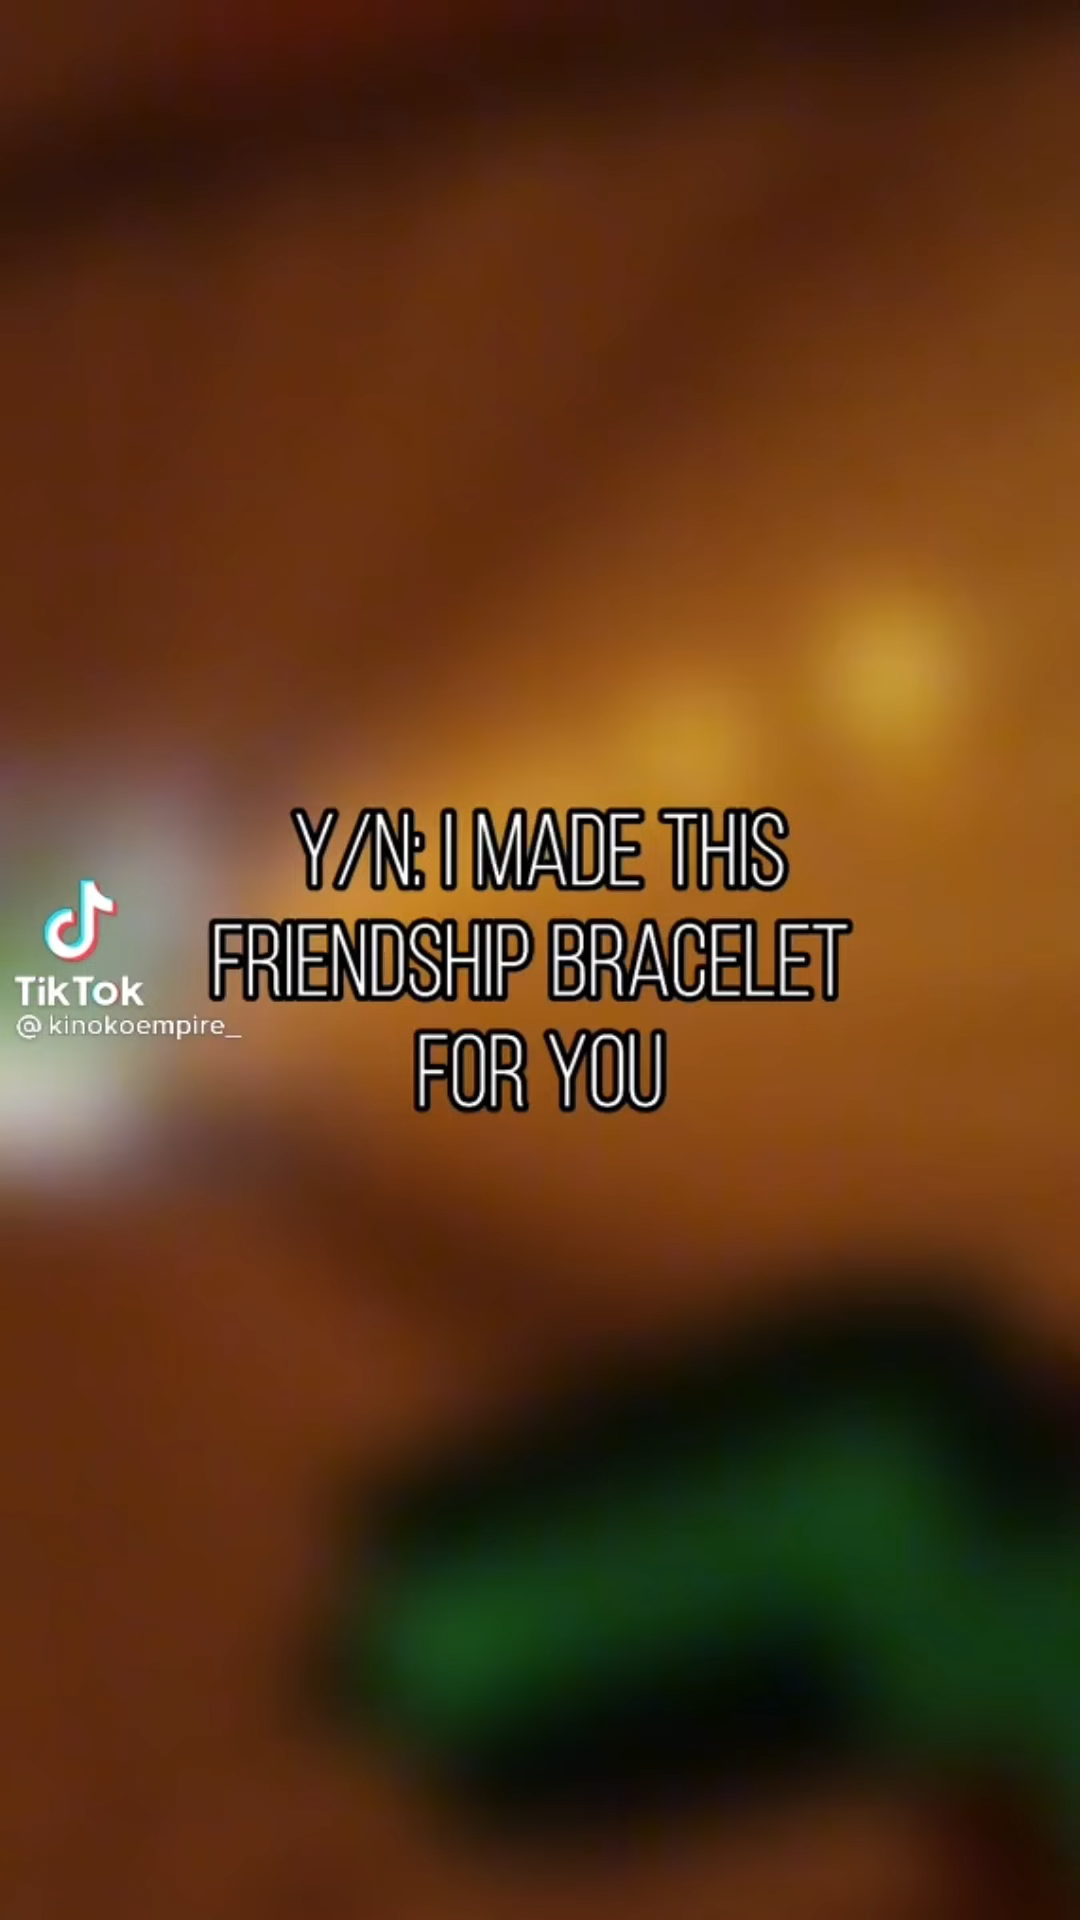 Y/N: I MADE THIS
FRIENDSHIP BRACELET
FOR YOU
TikTok
@kinokoempire_